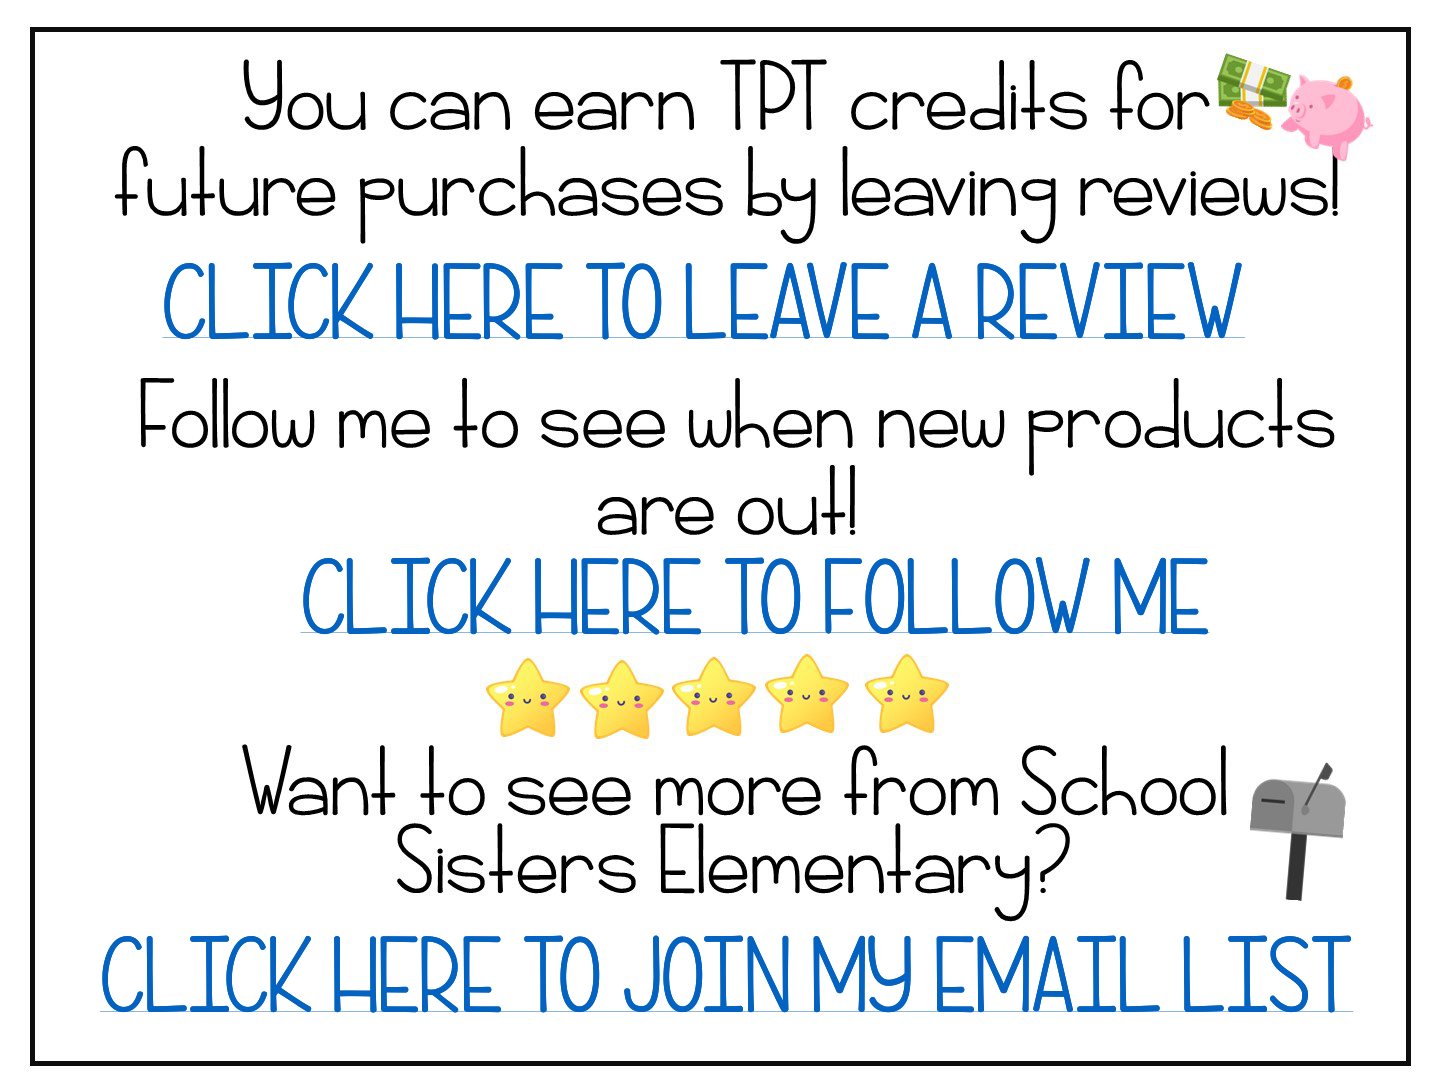 You can earn TPT credits for
future purchases by leaving reviews!
CLICK HERE TO LEAVE A REVIEW
Follow me to see when new products
are out!
CLICK HERE TO FOLLOW ME
Want to see more from School
Sisters Elementary?
CLICK HERE TO JOIN MY EMAIL LIST